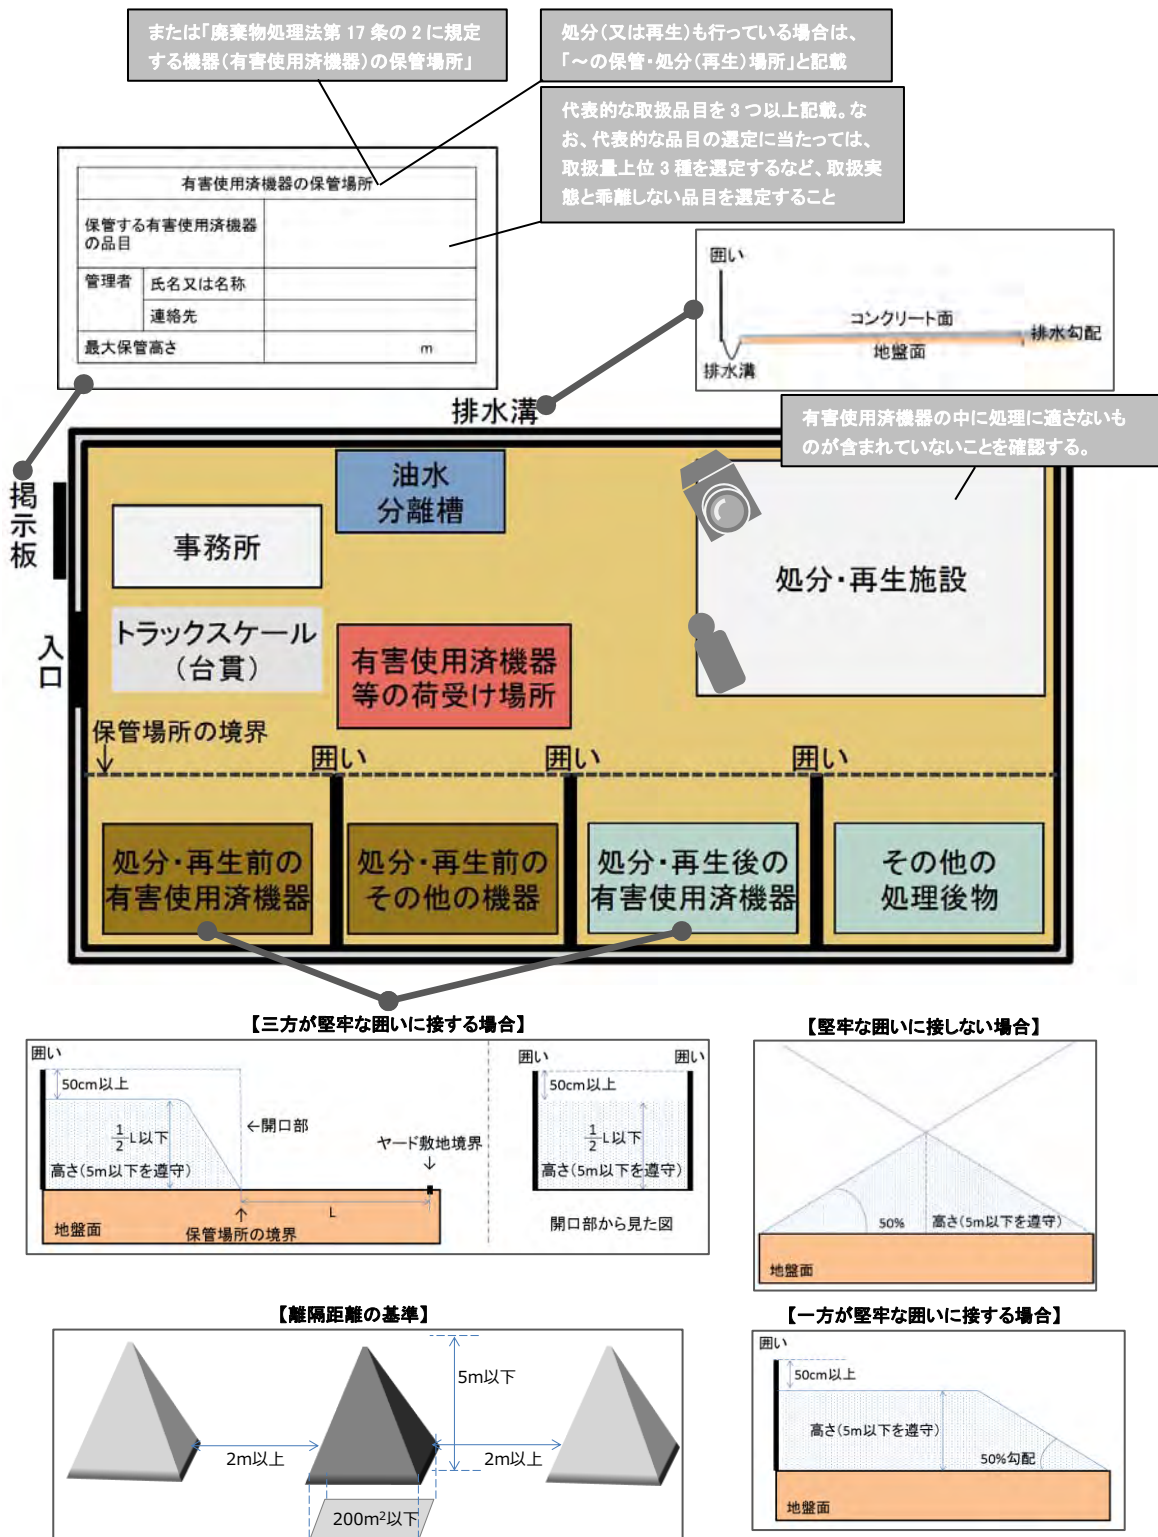 または「廃棄物処理法第 17 条の 2 に規定
する機器(有害使用済機器)の保管場所」
処分(又は再生)も行っている場合は、
「～の保管・処分(再生)場所」と記載
代表的な取扱品目を 3 つ以上記載。な
お、代表的な品目の選定に当たっては、
取扱量上位 3 種を選定するなど、取扱実
態と乖離しない品目を選定すること
有害使用済機器の保管場所
保管する有害使用済機器
の品目
管理者
氏名又は名称
連絡先
最大保管高さ
m
囲い
コンクリート面
排水勾配
地盤面
排水溝
排水溝
有害使用済機器の中に処理に適さないも
のが含まれていないことを確認する。
掲示板
入口
油水
分離槽
事務所
処分・再生施設
トラックスケール
(台貫)
有害使用済機器
等の荷受け場所
保管場所の境界
↓
囲い
囲い
囲い
処分・再生前の
有害使用済機器
処分・再生前の
その他の機器
処分・再生後の
有害使用済機器
その他の
処理後物
【三方が堅牢な囲いに接する場合】
囲い
50cm以上
1/2 L以下
高さ(5m以下を遵守)
←開口部
ヤード敷地境界
↓
L
地盤面
↑
保管場所の境界
囲い
囲い
50cm以上
1/2 L以下
高さ(5m以下を遵守)
開口部から見た図
【堅牢な囲いに接しない場合】
50%
高さ(5m以下を遵守)
地盤面
【離隔距離の基準】
5m以下
2m以上
2m以上
200m²以下
【一方が堅牢な囲いに接する場合】
囲い
50cm以上
高さ(5m以下を遵守)
50%勾配
地盤面